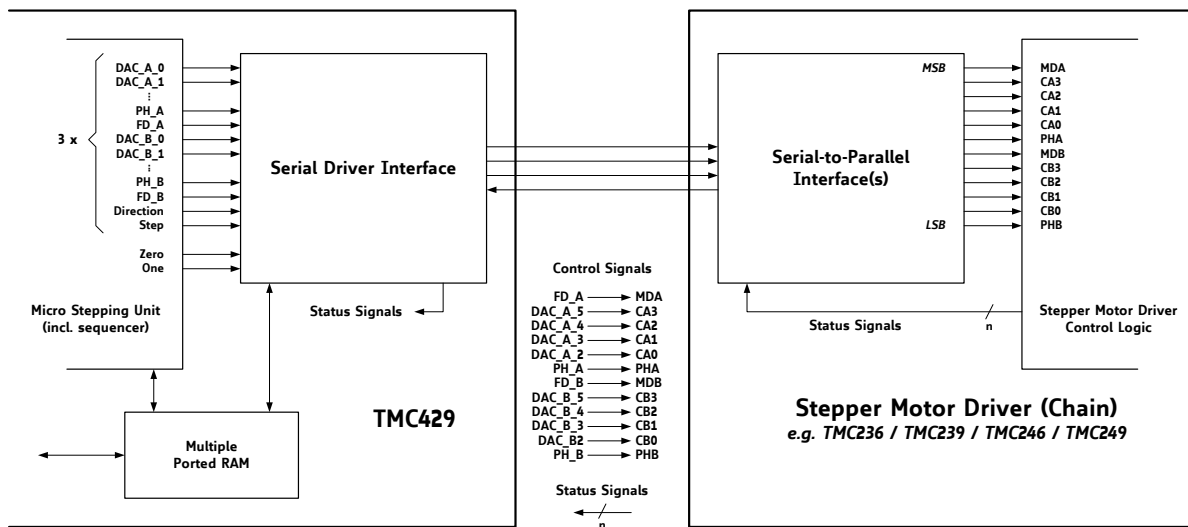 DAC_A_0
DAC_A_1
⋮
PH_A
FD_A
3 x
DAC_B_0
DAC_B_1
⋮
PH_B
FD_B
Direction
Step
Zero
One
Micro Stepping Unit
(incl. sequencer)
Serial Driver Interface
Status Signals
TMC429
Multiple
Ported RAM
Control Signals
FD_A MDA
DAC_A_5 CA3
DAC_A_4 CA2
DAC_A_3 CA1
DAC_A_2 CA0
PH_A PHA
FD_B MDB
DAC_B_5 CB3
DAC_B_4 CB2
DAC_B_3 CB1
DAC_B2 CB0
PH_B PHB
Status Signals
n
Serial-to-Parallel
Interface(s)
MSB
LSB
MDA
CA3
CA2
CA1
CA0
PHA
MDB
CB3
CB2
CB1
CB0
PHB
Status Signals
n
Stepper Motor Driver
Control Logic
Stepper Motor Driver (Chain)
e.g. TMC236 / TMC239 / TMC246 / TMC249